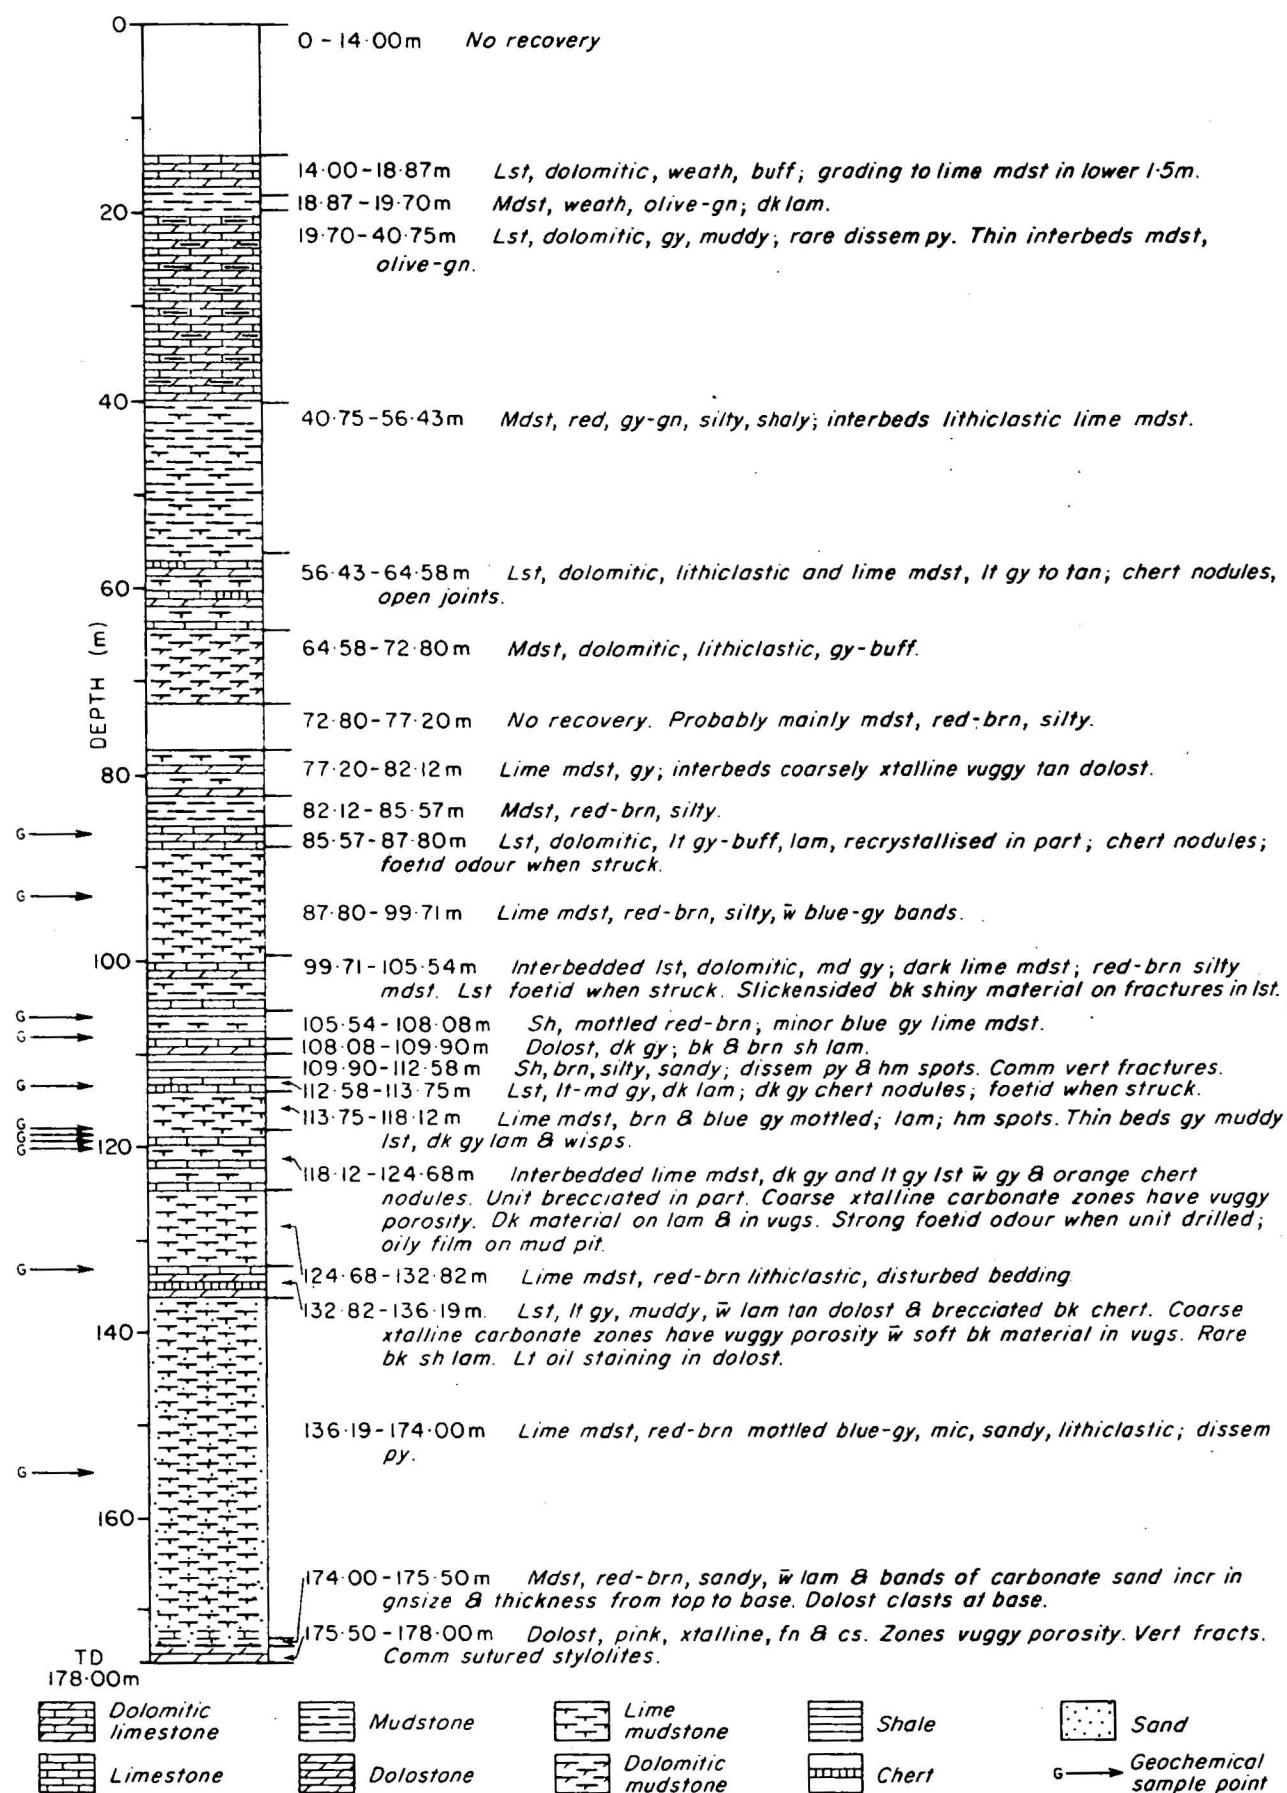 0
0-14·00m No recovery
14·00-18·87m Lst, dolomitic, weath, buff; grading to lime mdst in lower 1·5m.
18·87-19·70m Mdst, weath, olive-gn; dk lam.
20
19·70-40·75m Lst, dolomitic, gy, muddy; rare dissem py. Thin interbeds mdst,
olive-gn.
40
40·75-56·43m Mdst, red, gy-gn, silty, shaly; interbeds lithiclastic lime mdst.
56·43-64·58m Lst, dolomitic, lithiclastic and lime mdst, lt gy to tan; chert nodules,
open joints.
60
DEPTH (m)
64·58-72·80m Mdst, dolomitic, lithiclastic, gy-buff.
72·80-77·20m No recovery. Probably mainly mdst, red-brn, silty.
77·20-82·12m Lime mdst, gy; interbeds coarsely xtalline vuggy tan dolost.
80
82·12-85·57m Mdst, red-brn, silty.
G
85·57-87·80m Lst, dolomitic, lt gy-buff, lam, recrystallised in part; chert nodules;
foetid odour when struck.
G
87·80-99·71m Lime mdst, red-brn, silty, w̄ blue-gy bands.
100
99·71-105·54m Interbedded lst, dolomitic, md gy; dark lime mdst; red-brn silty
mdst. Lst foetid when struck. Slickensided bk shiny material on fractures in lst.
G
105·54-108·08m Sh, mottled red-brn; minor blue gy lime mdst.
G
108·08-109·90m Dolost, dk gy; bk & brn sh lam.
109·90-112·58m Sh, brn, silty, sandy; dissem py & hm spots. Comm vert fractures.
G
112·58-113·75m Lst, lt-md gy, dk lam; dk gy chert nodules; foetid when struck.
113·75-118·12m Lime mdst, brn & blue gy mottled; lam; hm spots. Thin beds gy muddy
lst, dk gy lam & wisps.
G
G
G
G
120
118·12-124·68m Interbedded lime mdst, dk gy and lt gy lst w̄ gy & orange chert
nodules. Unit brecciated in part. Coarse xtalline carbonate zones have vuggy
porosity. Dk material on lam & in vugs. Strong foetid odour when unit drilled;
oily film on mud pit.
G
124·68-132·82m Lime mdst, red-brn lithiclastic, disturbed bedding
132·82-136·19m. Lst, lt gy, muddy, w̄ lam tan dolost & brecciated bk chert. Coarse
xtalline carbonate zones have vuggy porosity w̄ soft bk material in vugs. Rare
bk sh lam. Lt oil staining in dolost.
140
136·19-174·00m Lime mdst, red-brn mottled blue-gy, mic, sandy, lithiclastic; dissem
py.
G
160
174·00-175·50m Mdst, red-brn, sandy, w̄ lam & bands of carbonate sand incr in
gnsize & thickness from top to base. Dolost clasts at base.
175·50-178·00m Dolost, pink, xtalline, fn & cs. Zones vuggy porosity. Vert fracts.
Comm sutured stylolites.
TD
178·00m
Dolomitic limestone
Mudstone
Lime mudstone
Shale
Sand
Limestone
Dolostone
Dolomitic mudstone
Chert
G Geochemical sample point